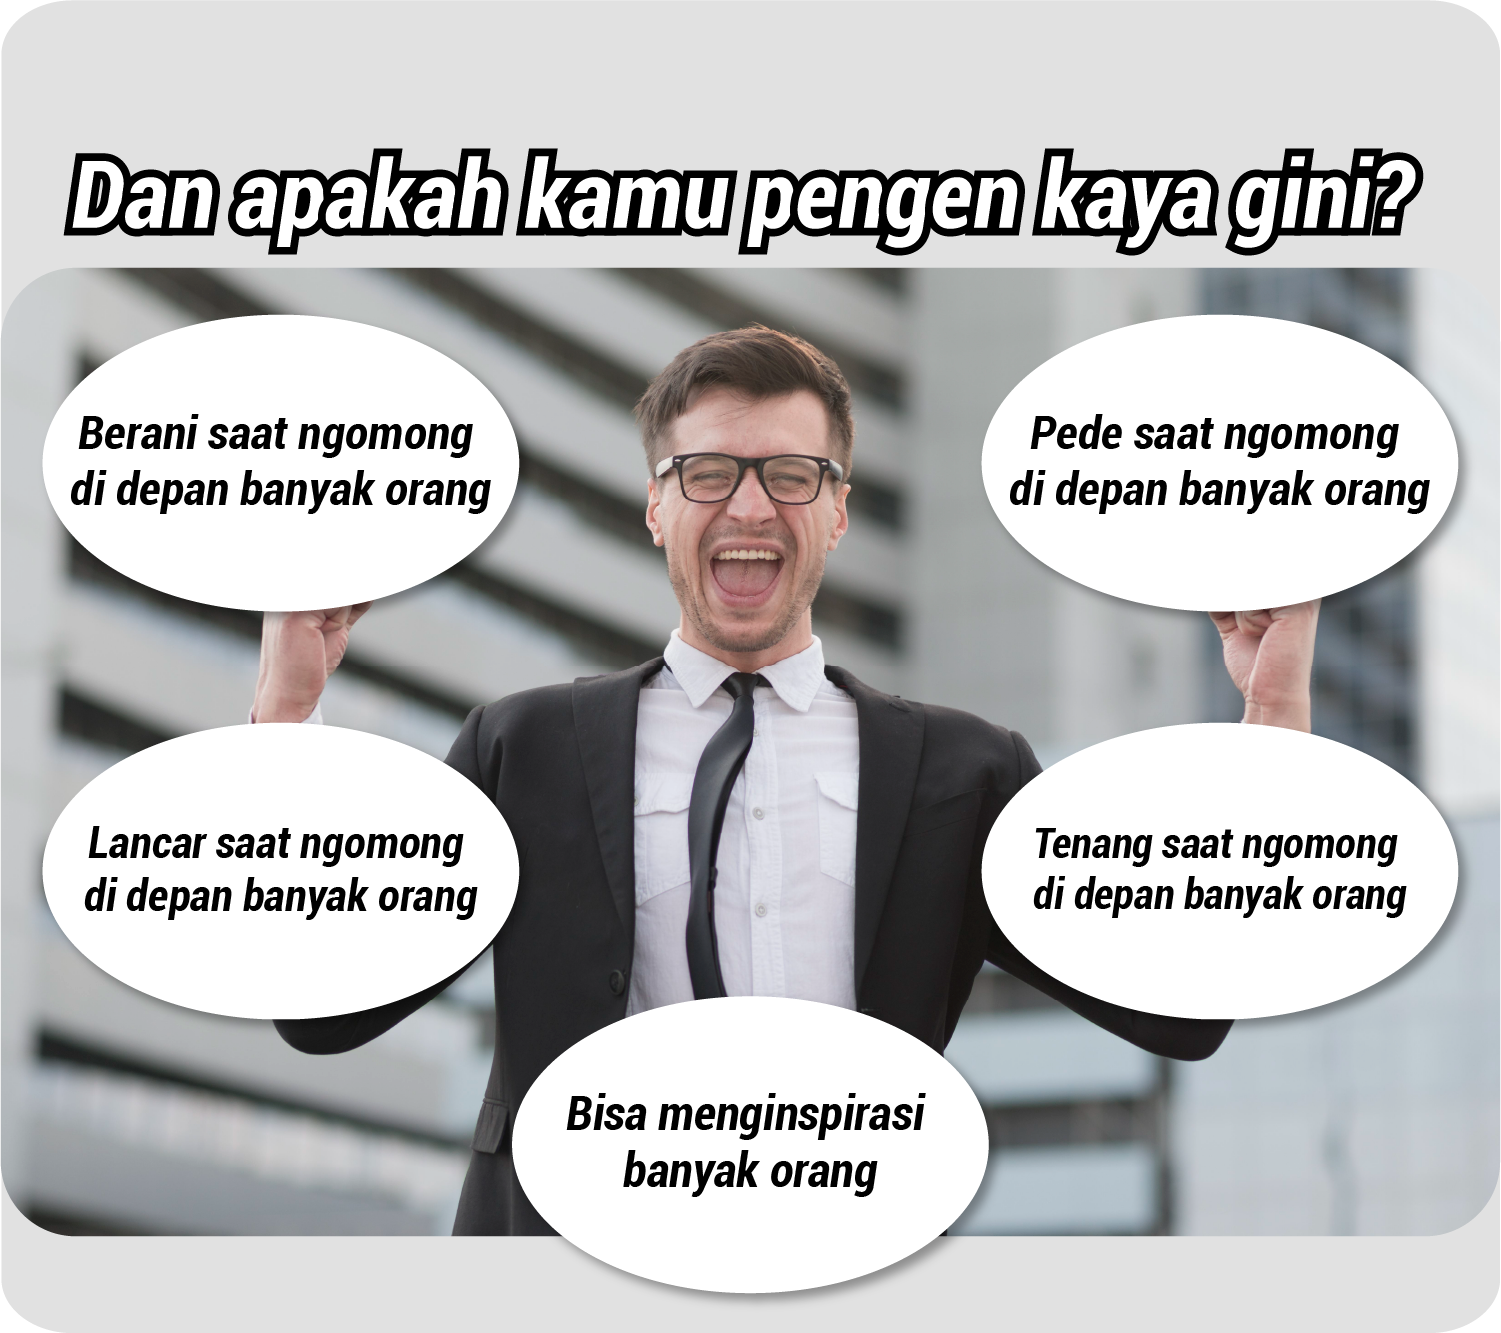 Dan apakah kamu pengen kaya gini?
Berani saat ngomong
di depan banyak orang
Pede saat ngomong
di depan banyak orang
Lancar saat ngomong
di depan banyak orang
Tenang saat ngomong
di depan banyak orang
Bisa menginspirasi
banyak orang